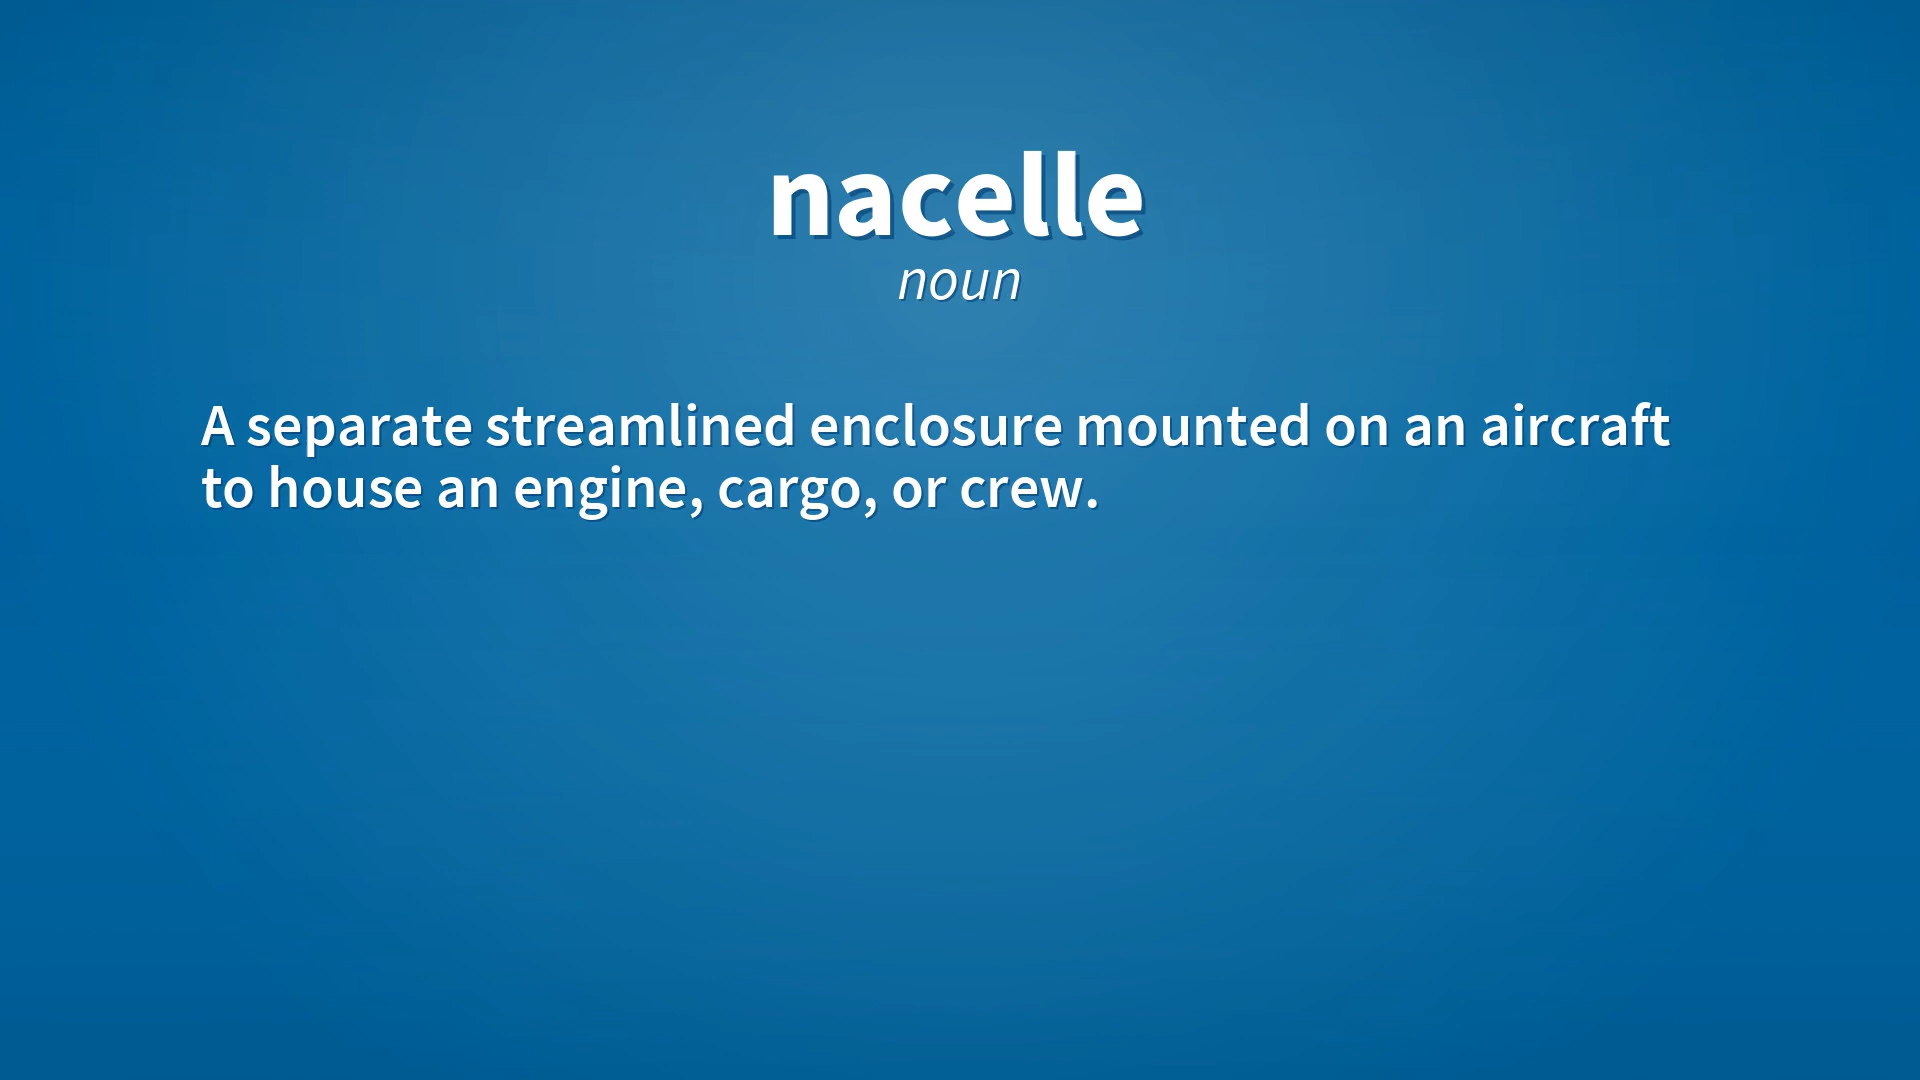 nacelle
noun
A separate streamlined enclosure mounted on an aircraft
to house an engine, cargo, or crew.